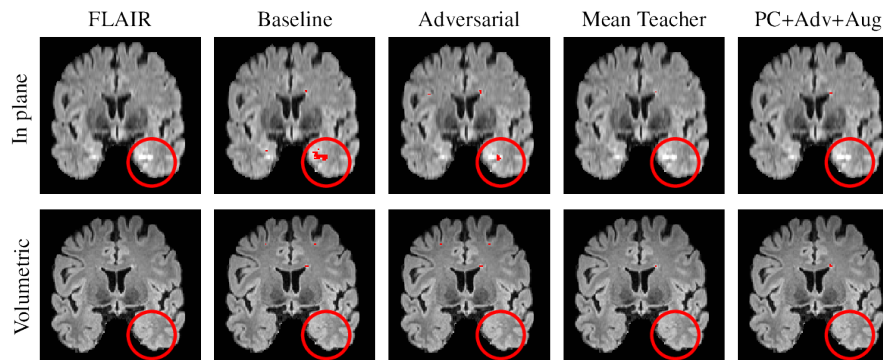 FLAIR Baseline Adversarial Mean Teacher PC+Adv+Aug
In plane
Volumetric